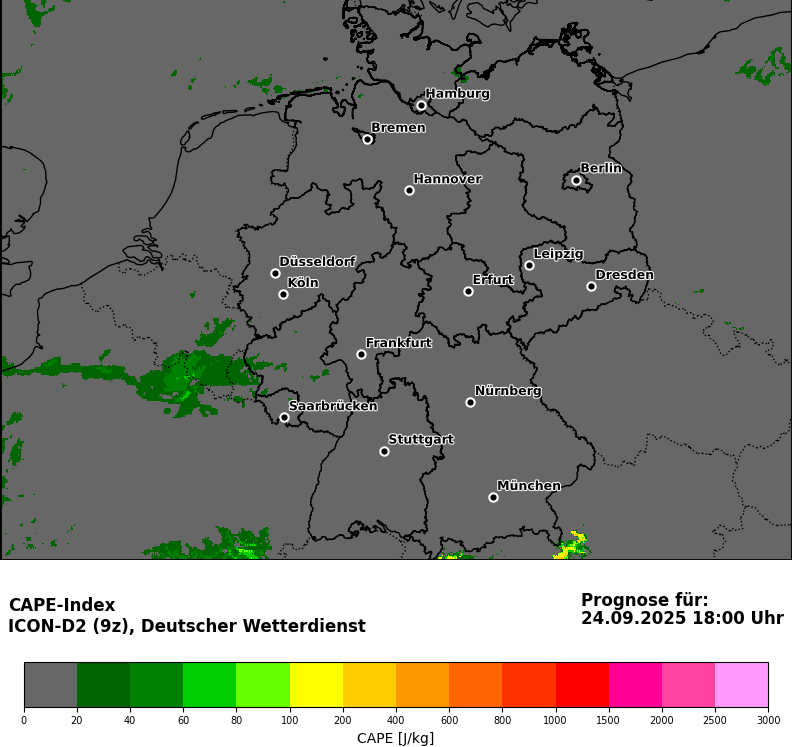 Hamburg
Bremen
Berlin
Hannover
Leipzig
Düsseldorf
Dresden
Köln
Erfurt
Frankfurt
Nürnberg
Saarbrücken
Stuttgart
München
CAPE-Index
ICON-D2 (9z), Deutscher Wetterdienst
Prognose für:
24.09.2025 18:00 Uhr
0 20 40 60 80 100 200 400 600 800 1000 1500 2000 2500 3000
CAPE [J/kg]